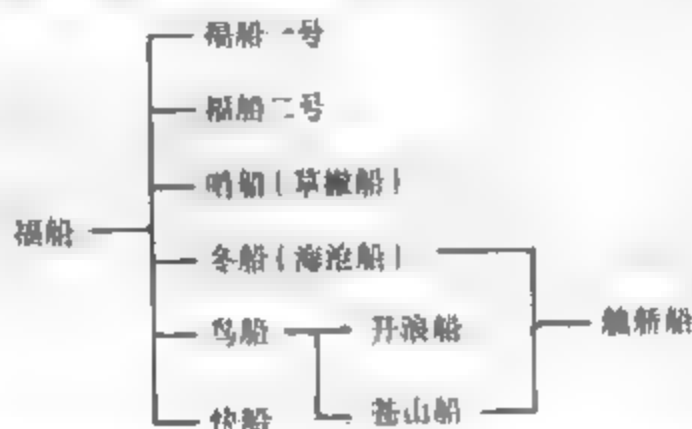 福船一号
福船二号
哨船(草撇船)
福船
冬船(海沧船)
鸟船 开浪船
艟𦪇船
快船 苍山船